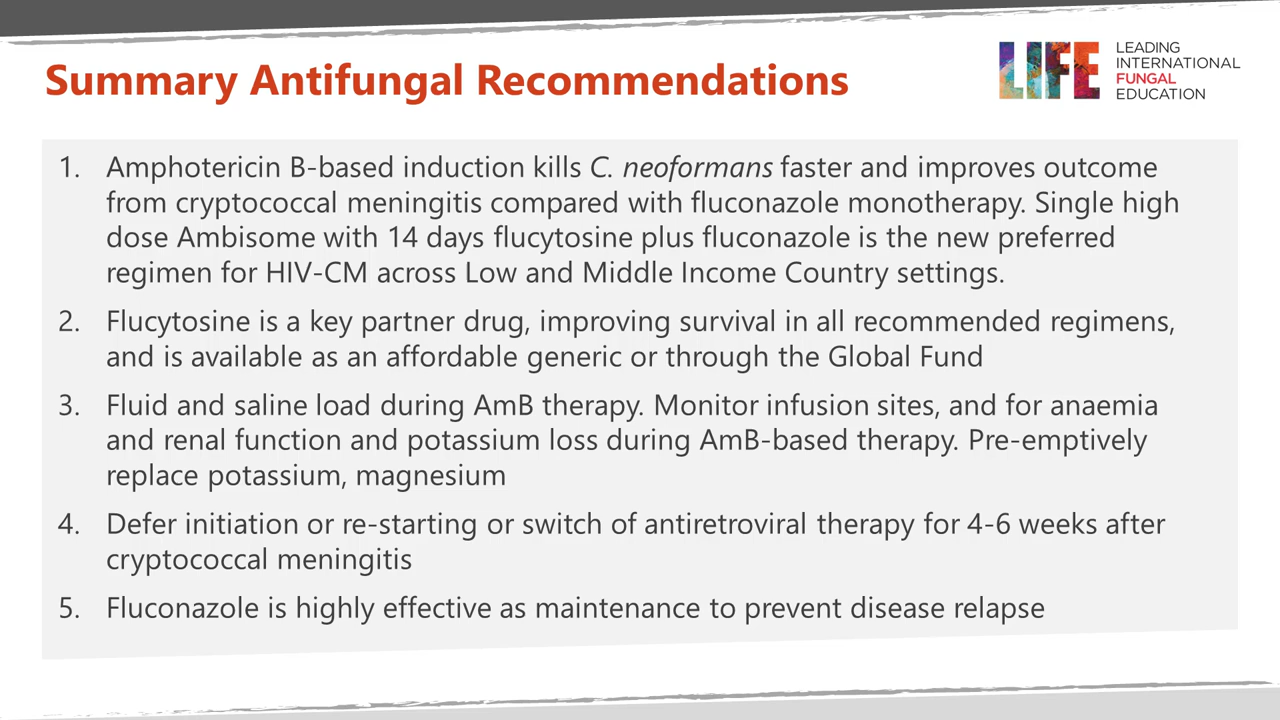 Summary Antifungal Recommendations
LIFE
LEADING
INTERNATIONAL
FUNGAL
EDUCATION
1. Amphotericin B-based induction kills C. neoformans faster and improves outcome
from cryptococcal meningitis compared with fluconazole monotherapy. Single high
dose Ambisome with 14 days flucytosine plus fluconazole is the new preferred
regimen for HIV-CM across Low and Middle Income Country settings.
2. Flucytosine is a key partner drug, improving survival in all recommended regimens,
and is available as an affordable generic or through the Global Fund
3. Fluid and saline load during AmB therapy. Monitor infusion sites, and for anaemia
and renal function and potassium loss during AmB-based therapy. Pre-emptively
replace potassium, magnesium
4. Defer initiation or re-starting or switch of antiretroviral therapy for 4-6 weeks after
cryptococcal meningitis
5. Fluconazole is highly effective as maintenance to prevent disease relapse